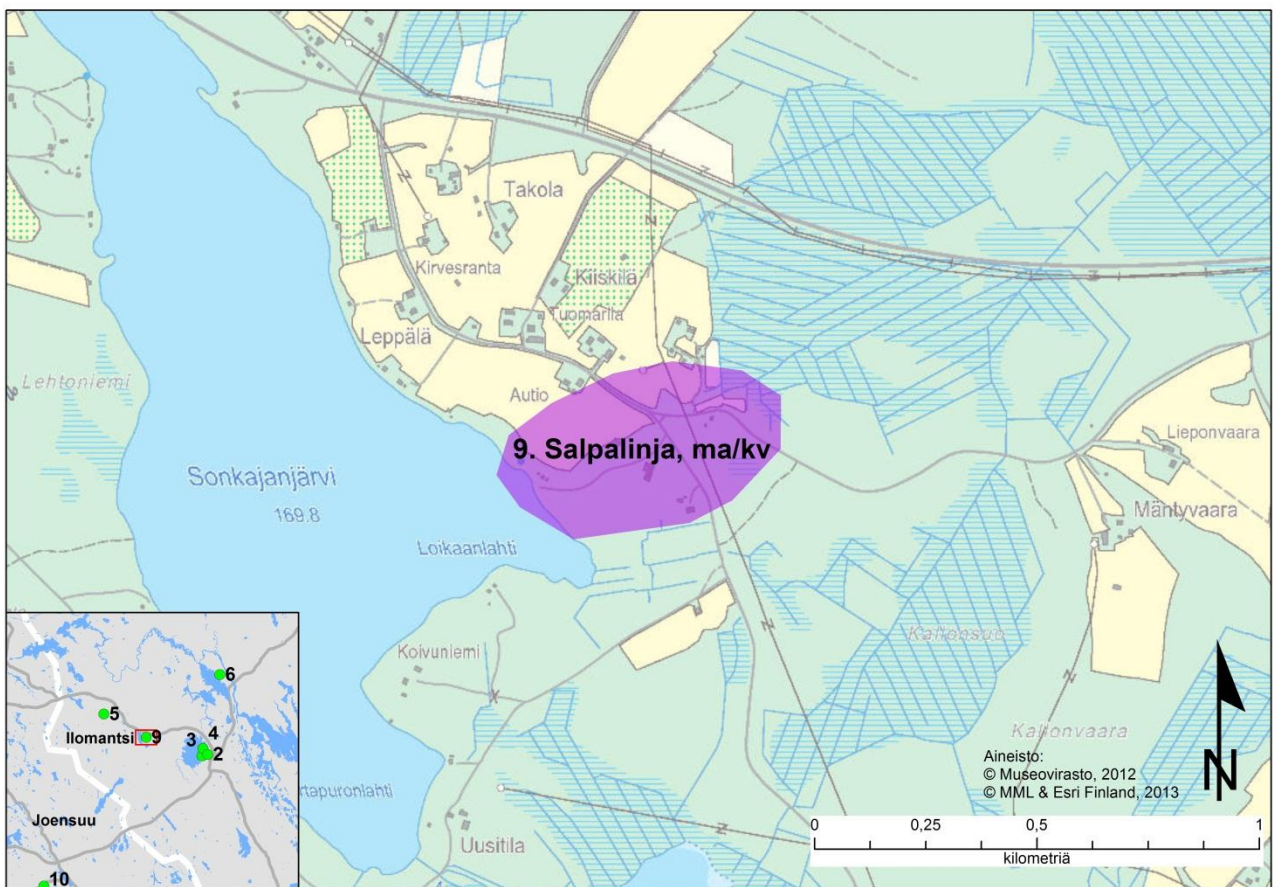 Takola
Kirvesranta
Kiiskilä
Tuomarila
Leppälä
Lehtoniemi
Autio
9. Salpalinja, ma/kv
Lieponvaara
Sonkajanjärvi
169.8
Mäntyvaara
Loikaanlahti
Koivuniemi
Kallonsuo
Kallonvaara
Uusitila
rtapuronlahti
6
5
Ilomantsi 9
4
3
2
Joensuu
10
Aineisto:
© Museovirasto, 2012
© MML & Esri Finland, 2013
N
0 0,25 0,5 1
kilometriä